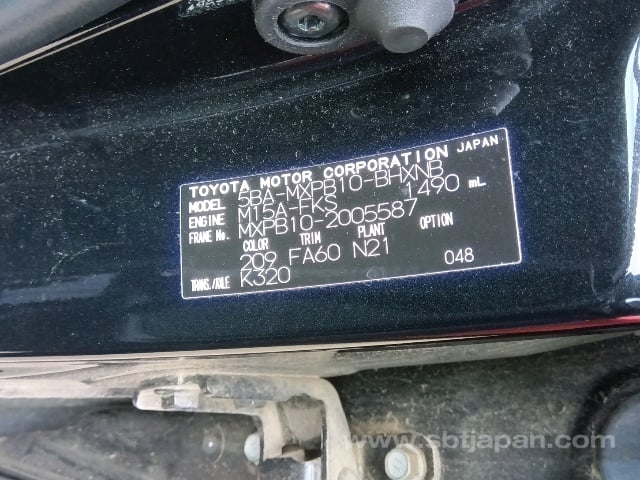 TOYOTA MOTOR CORPORATION JAPAN
MODEL 5BA-MXPB10-BHXNB
ENGINE M15A-FKS 1490 mL
FRAME No. MXPB10-2005587
COLOR TRIM PLANT OPTION
209 FA60 N21 048
TRANS./AXLE K320
www.sbtjapan.com